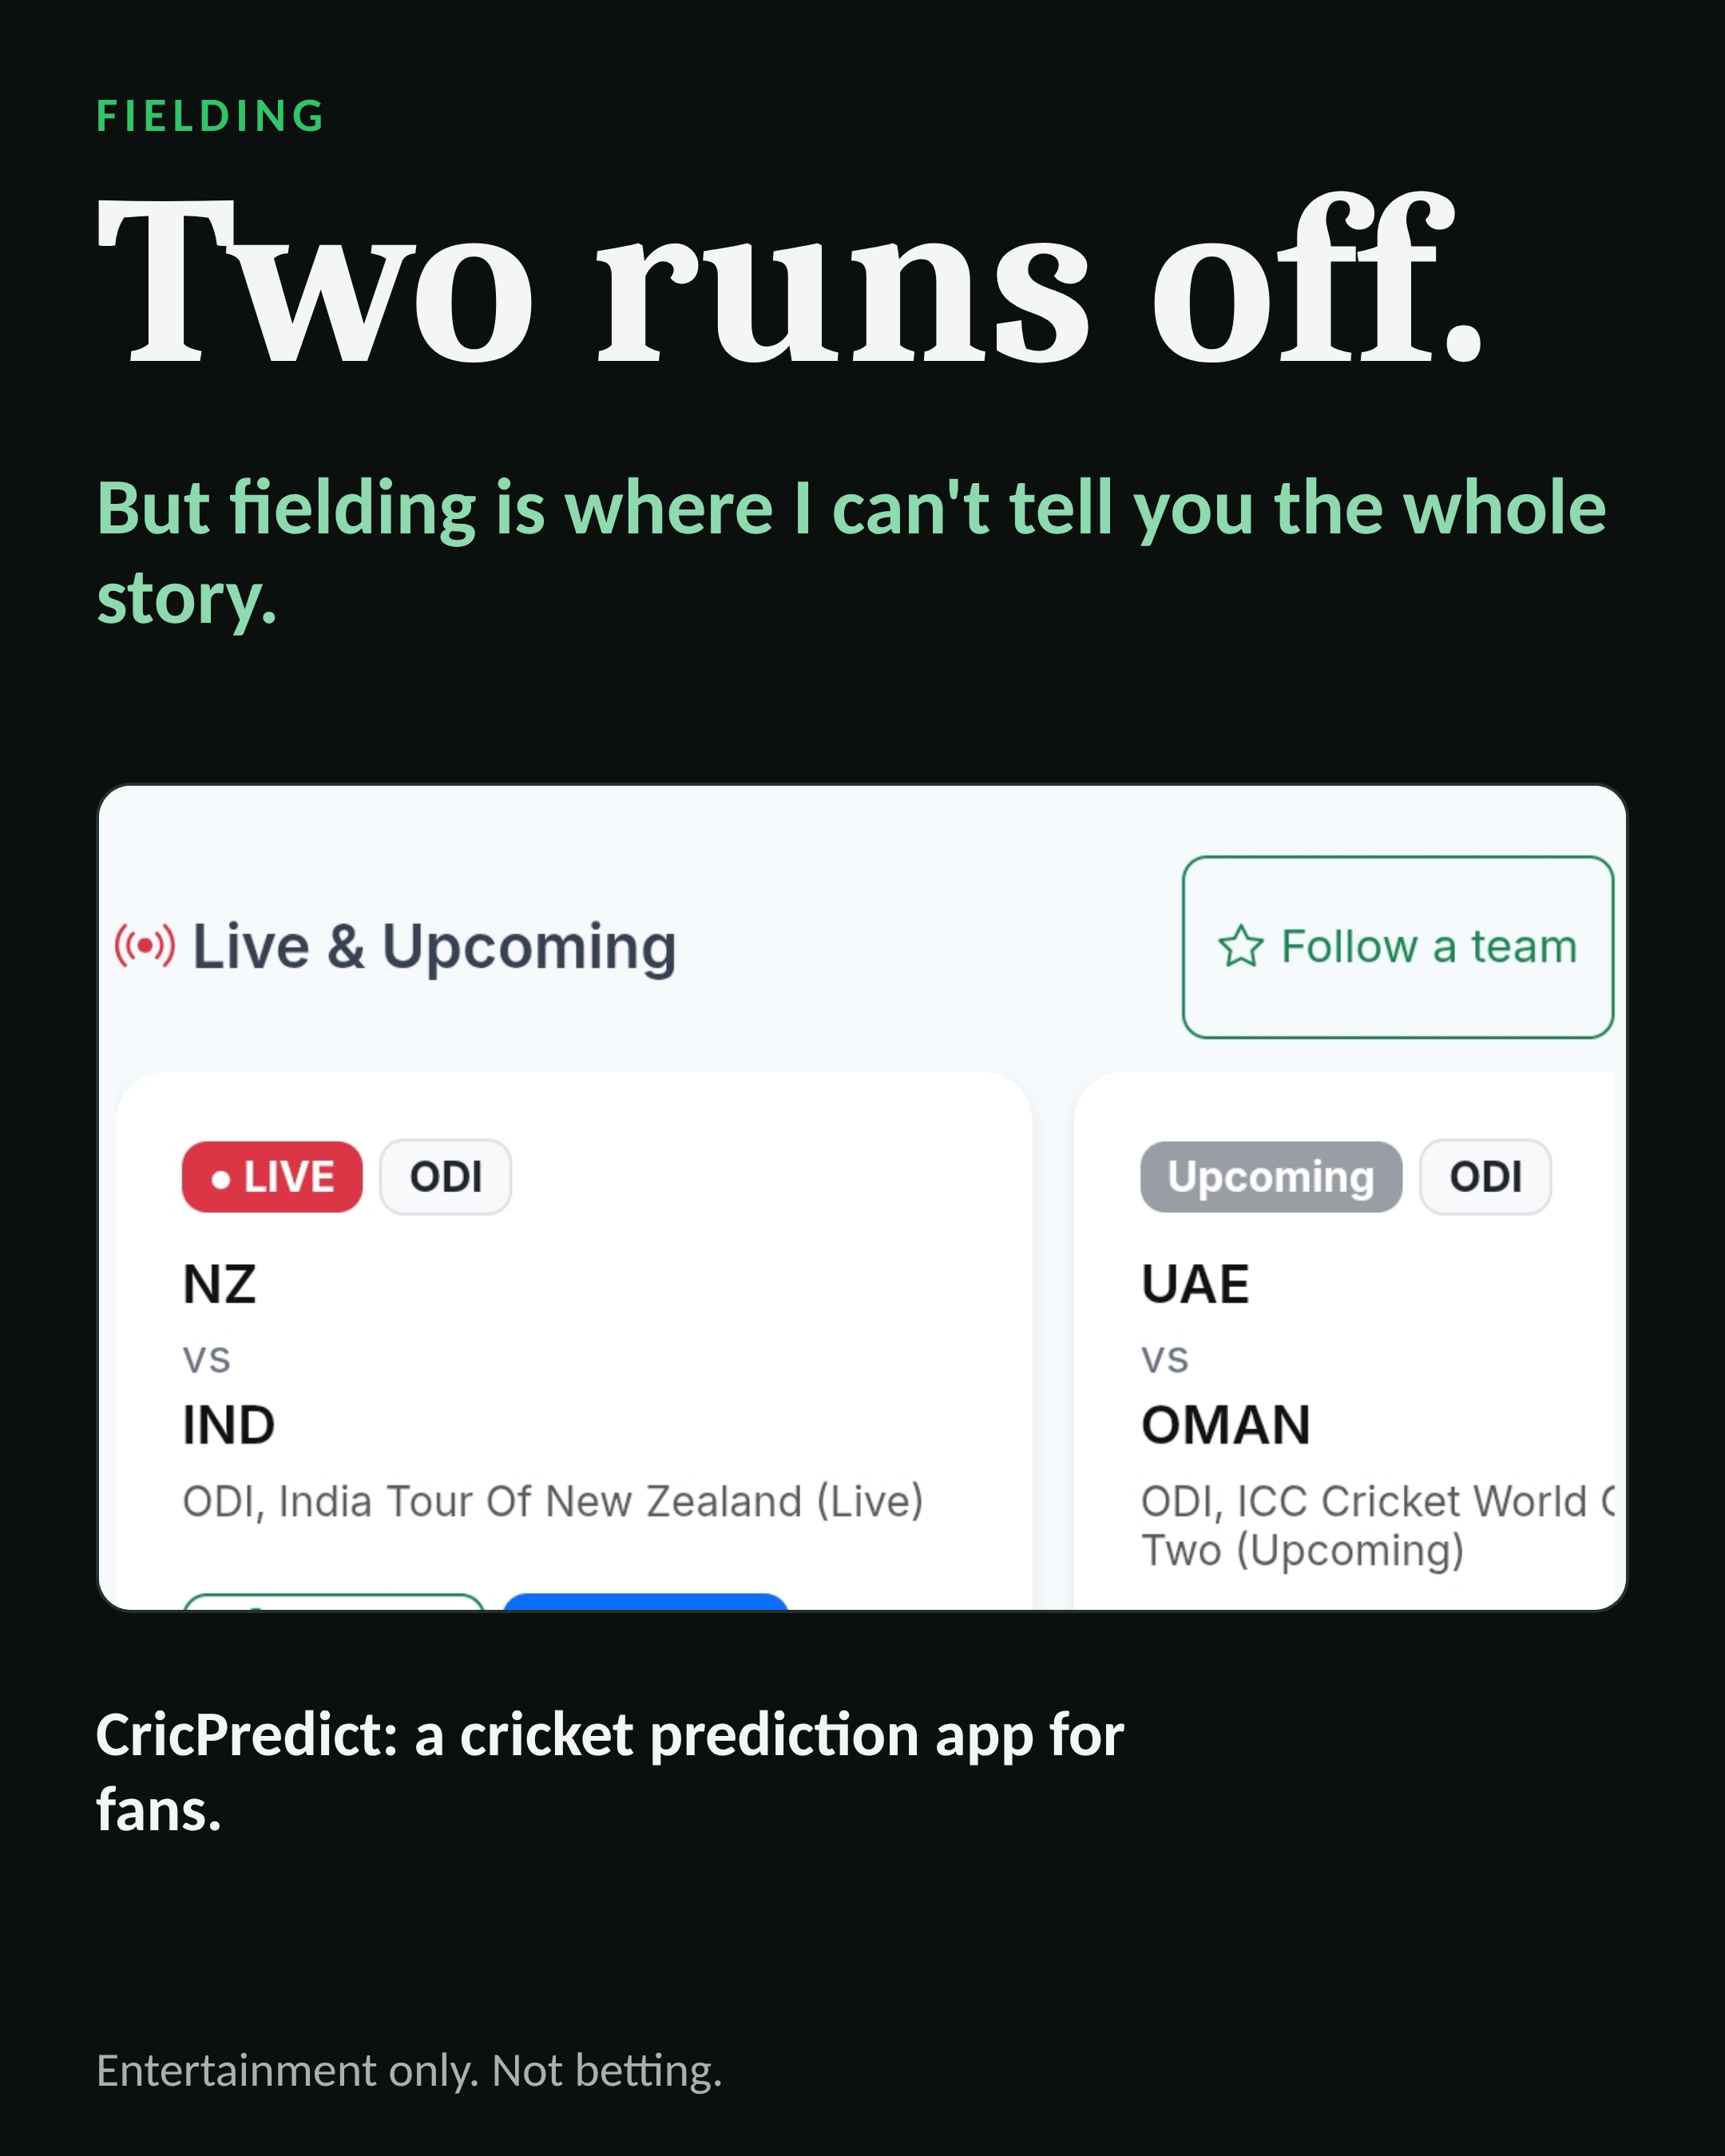 FIELDING
Two runs off.
But fielding is where I can't tell you the whole
story.
Live & Upcoming
Follow a team
LIVE ODI
NZ
vs
IND
ODI, India Tour Of New Zealand (Live)
Upcoming ODI
UAE
vs
OMAN
ODI, ICC Cricket World
Two (Upcoming)
CricPredict: a cricket prediction app for
fans.
Entertainment only. Not betting.